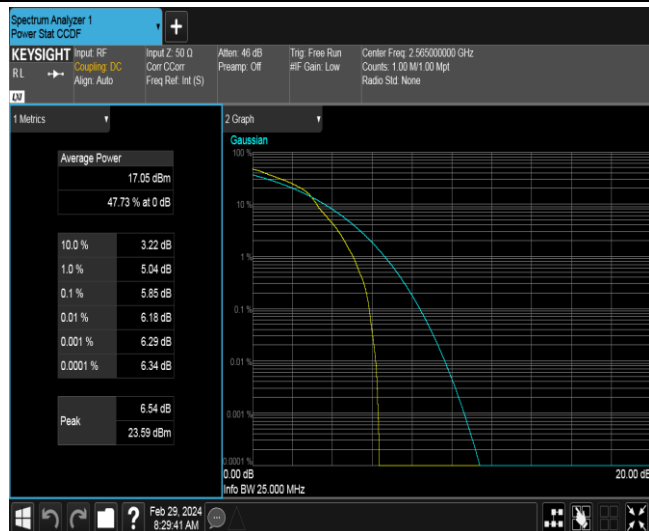 Spectrum Analyzer 1
Power Stat CCDF
+
KEYSIGHT
RL
LXI
Input: RF
Coupling: DC
Align: Auto
Input Z: 50 Ω
Corr CCorr
Freq Ref: Int (S)
Atten: 46 dB
Preamp: Off
Trig: Free Run
#IF Gain: Low
Center Freq: 2.565000000 GHz
Counts: 1.00 M/1.00 Mpt
Radio Std: None
1 Metrics
Average Power
17.05 dBm
47.73 % at 0 dB
10.0 % 3.22 dB
1.0 % 5.04 dB
0.1 % 5.85 dB
0.01 % 6.18 dB
0.001 % 6.29 dB
0.0001 % 6.34 dB
Peak
6.54 dB
23.59 dBm
2 Graph
Gaussian
100 %
10 %
1 %
0.1 %
0.01 %
0.001 %
0.0001 %
0.00 dB 20.00 dB
Info BW 25.000 MHz
?
Feb 29, 2024
8:29:41 AM